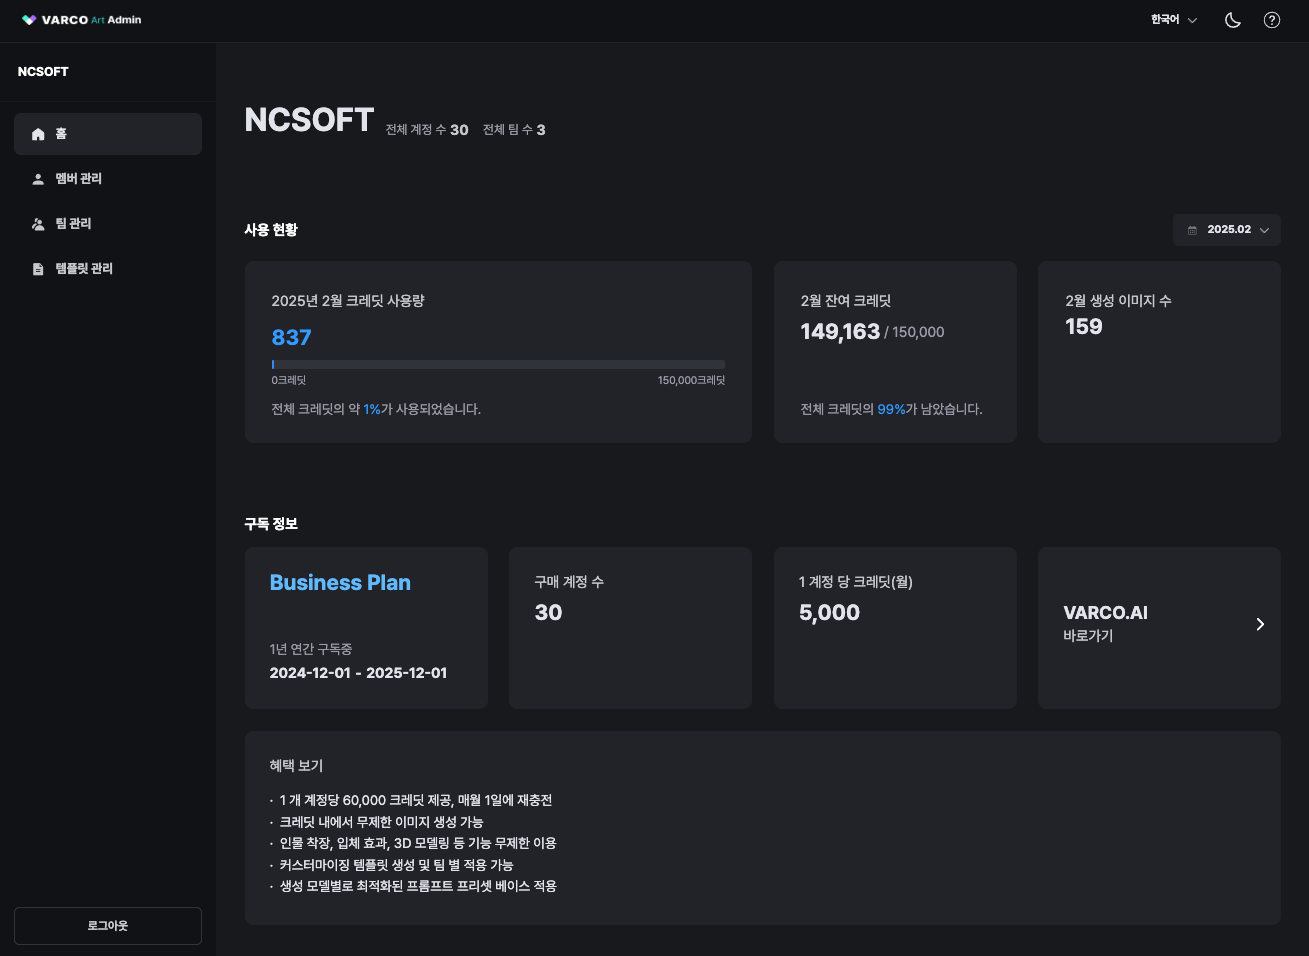 VARCO Art Admin
한국어
NCSOFT
홈
멤버 관리
팀 관리
템플릿 관리
로그아웃
NCSOFT 전체 계정 수 30 전체 팀 수 3
사용 현황
2025.02
2025년 2월 크레딧 사용량
837
0크레딧 150,000크레딧
전체 크레딧의 약 1%가 사용되었습니다.
2월 잔여 크레딧
149,163 / 150,000
전체 크레딧의 99%가 남았습니다.
2월 생성 이미지 수
159
구독 정보
Business Plan
1년 연간 구독중
2024-12-01 - 2025-12-01
구매 계정 수
30
1 계정 당 크레딧(월)
5,000
VARCO.AI
바로가기
혜택 보기
· 1 개 계정당 60,000 크레딧 제공, 매월 1일에 재충전
· 크레딧 내에서 무제한 이미지 생성 가능
· 인물 착장, 입체 효과, 3D 모델링 등 기능 무제한 이용
· 커스터마이징 템플릿 생성 및 팀 별 적용 가능
· 생성 모델별로 최적화된 프롬프트 프리셋 베이스 적용